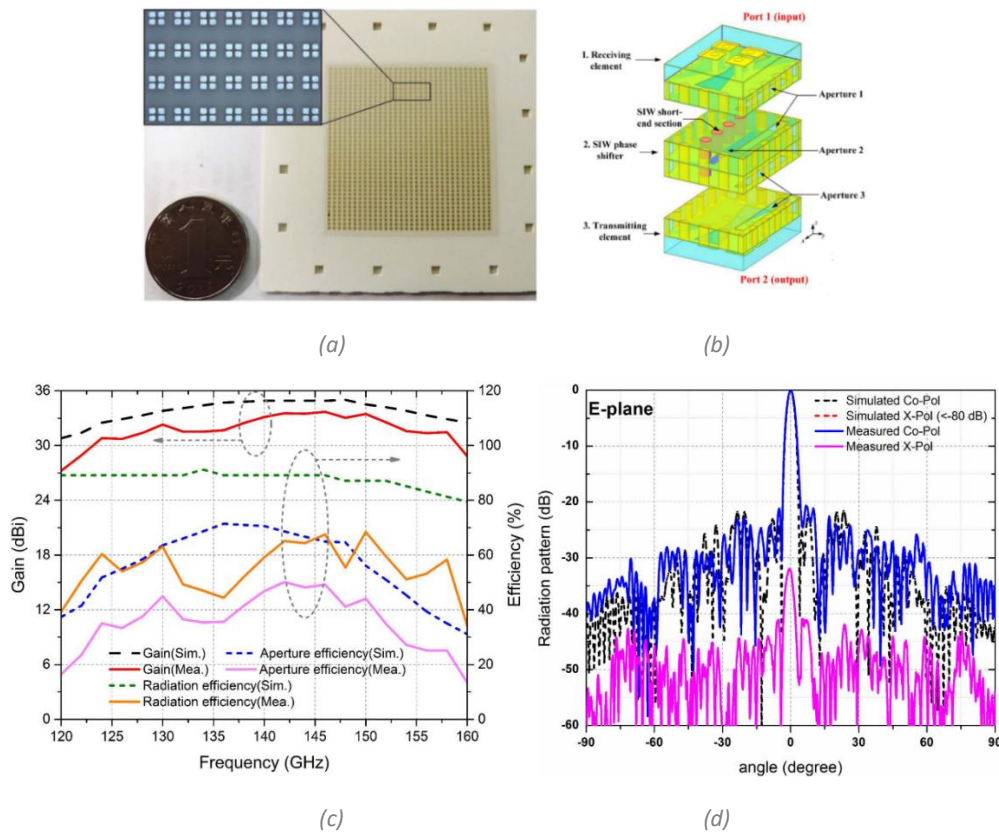 1
Port 1 (input)
1. Receiving
element
Aperture 1
SIW short-
end section
2. SIW phase
shifter
Aperture 2
Aperture 3
3. Transmitting
element
Port 2 (output)
(a)
(b)
36
30
24
18
12
6
0
Gain (dBi)
120
100
80
60
40
20
0
Efficiency (%)
Gain(Sim.)
Aperture efficiency(Sim.)
Gain(Mea.)
Aperture efficiency(Mea.)
Radiation efficiency(Sim.)
Radiation efficiency(Mea.)
120 125 130 135 140 145 150 155 160
Frequency (GHz)
E-plane
Simulated Co-Pol
Simulated X-Pol (<-80 dB)
Measured Co-Pol
Measured X-Pol
0
-10
-20
-30
-40
-50
-60
Radiation pattern (dB)
-90 -60 -30 0 30 60 90
angle (degree)
(c)
(d)